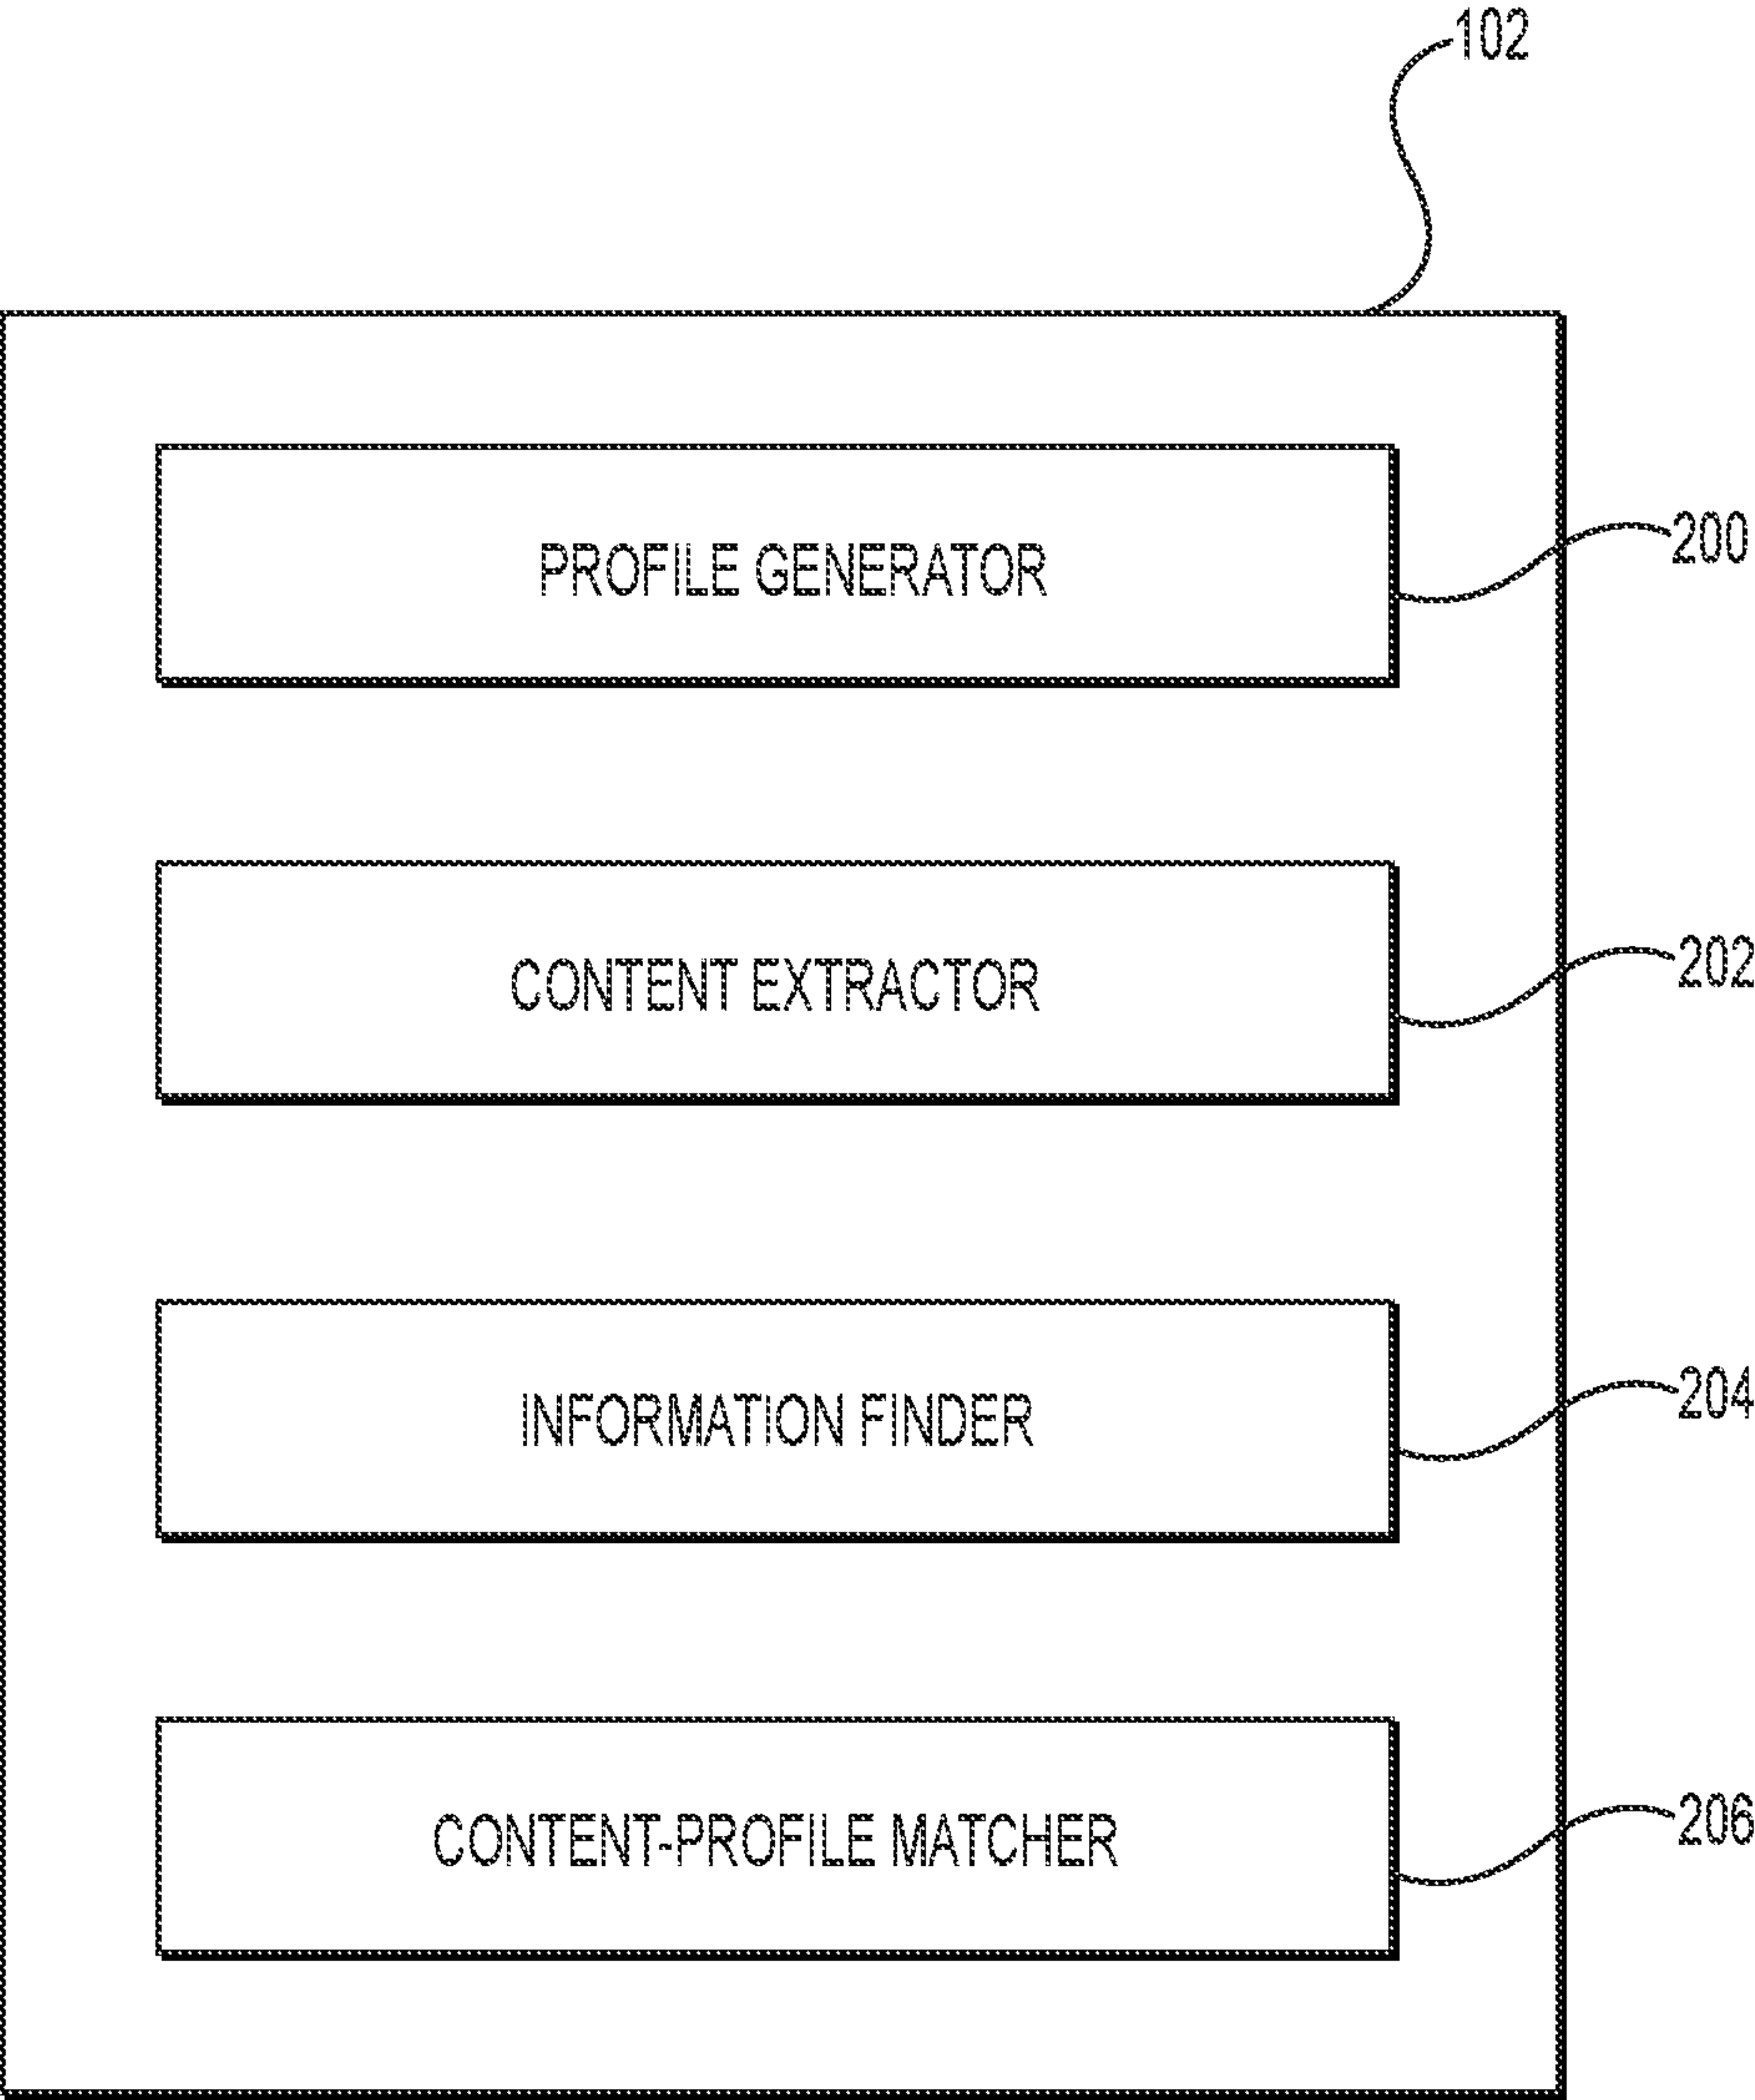 102
PROFILE GENERATOR
200
CONTENT EXTRACTOR
202
INFORMATION FINDER
204
CONTENT-PROFILE MATCHER
206